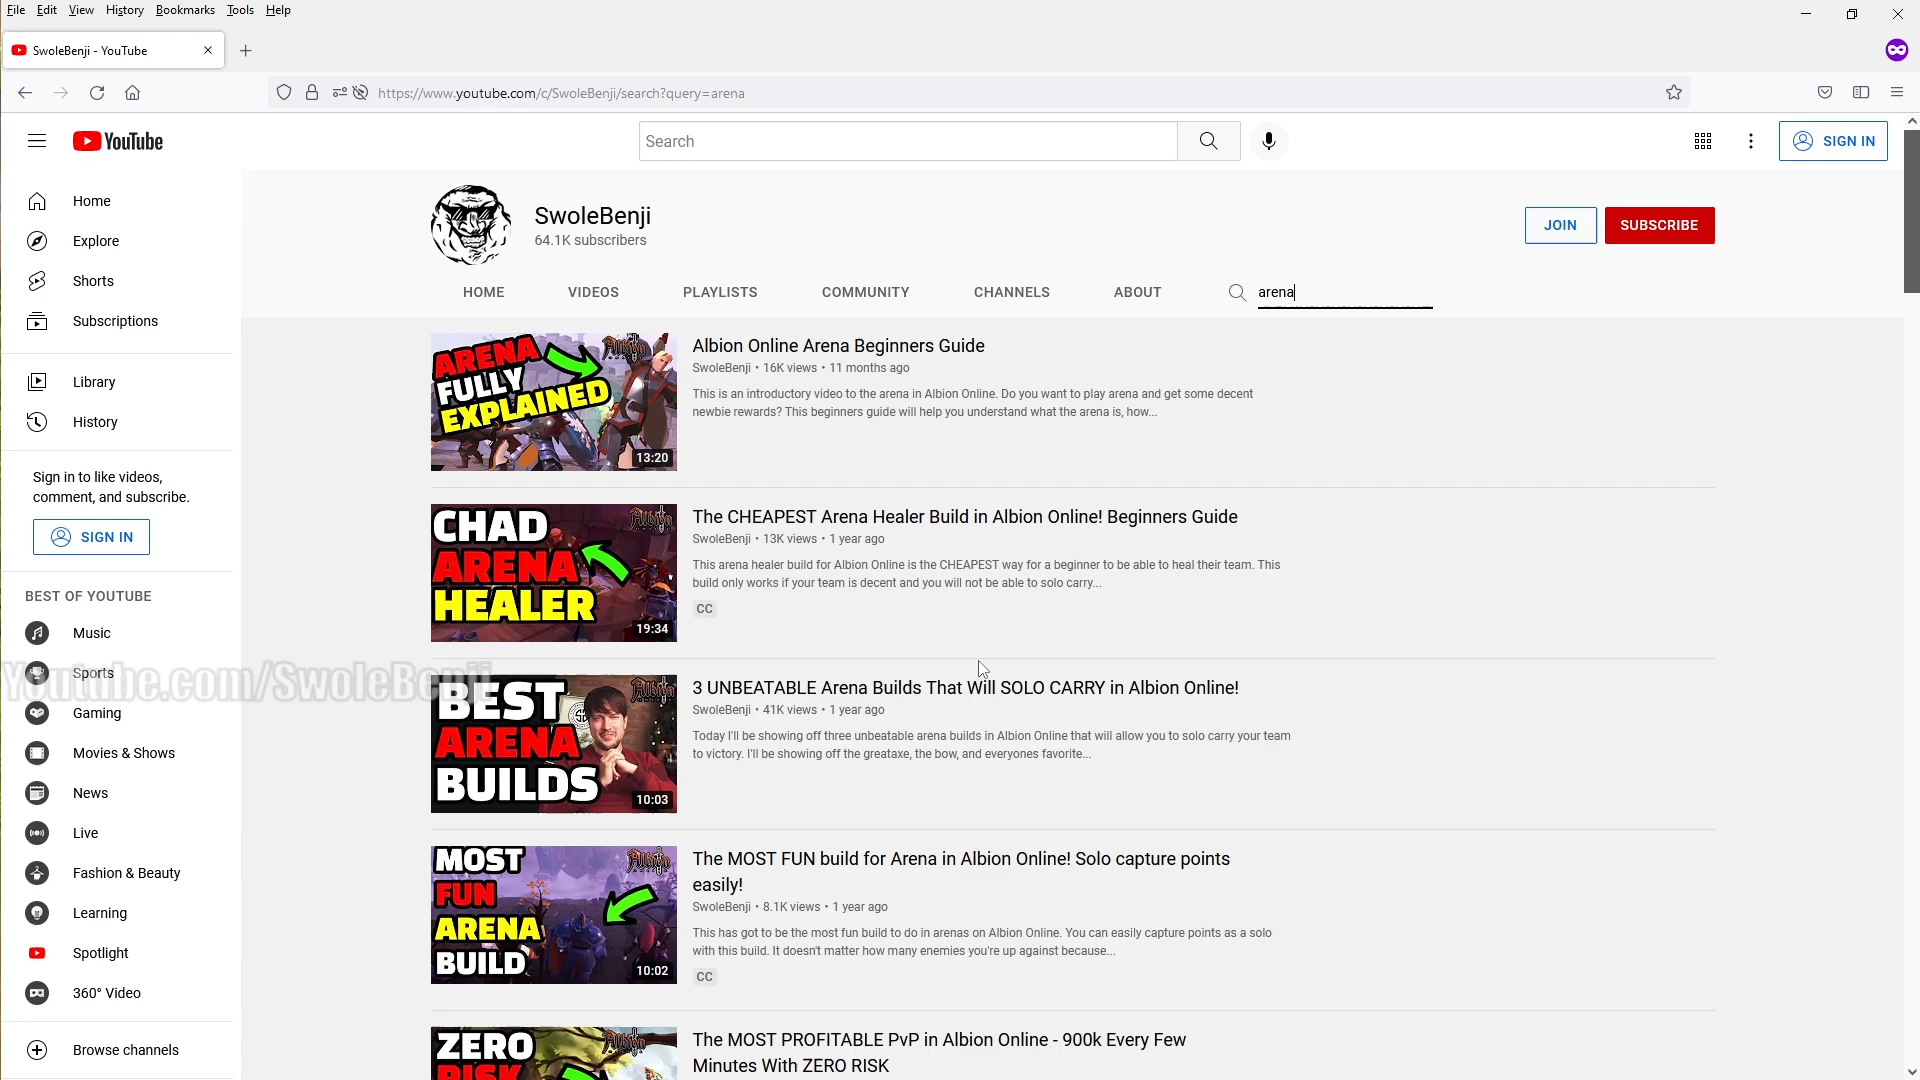 File Edit View History Bookmarks Tools Help
SwoleBenji - YouTube
https://www.youtube.com/c/SwoleBenji/search?query=arena
YouTube
Search
SIGN IN
Home
Explore
Shorts
Subscriptions
Library
History
Sign in to like videos,
comment, and subscribe.
SIGN IN
BEST OF YOUTUBE
Music
Sports
Gaming
Movies & Shows
News
Live
Fashion & Beauty
Learning
Spotlight
360° Video
Browse channels
Youtube.com/SwoleBenji
SwoleBenji
64.1K subscribers
JOIN
SUBSCRIBE
HOME VIDEOS PLAYLISTS COMMUNITY CHANNELS ABOUT arena
ARENA
FULLY
EXPLAINED
Albion
13:20
Albion Online Arena Beginners Guide
SwoleBenji • 16K views • 11 months ago
This is an introductory video to the arena in Albion Online. Do you want to play arena and get some decent
newbie rewards? This beginners guide will help you understand what the arena is, how...
CHAD
ARENA
HEALER
Albion
19:34
The CHEAPEST Arena Healer Build in Albion Online! Beginners Guide
SwoleBenji • 13K views • 1 year ago
This arena healer build for Albion Online is the CHEAPEST way for a beginner to be able to heal their team. This
build only works if your team is decent and you will not be able to solo carry...
CC
BEST
ARENA
BUILDS
Albion
10:03
3 UNBEATABLE Arena Builds That Will SOLO CARRY in Albion Online!
SwoleBenji • 41K views • 1 year ago
Today I'll be showing off three unbeatable arena builds in Albion Online that will allow you to solo carry your team
to victory. I'll be showing off the greataxe, the bow, and everyones favorite...
MOST
FUN
ARENA
BUILD
Albion
10:02
The MOST FUN build for Arena in Albion Online! Solo capture points
easily!
SwoleBenji • 8.1K views • 1 year ago
This has got to be the most fun build to do in arenas on Albion Online. You can easily capture points as a solo
with this build. It doesn't matter how many enemies you're up against because...
CC
ZERO
RISK
Albion
The MOST PROFITABLE PvP in Albion Online - 900k Every Few
Minutes With ZERO RISK